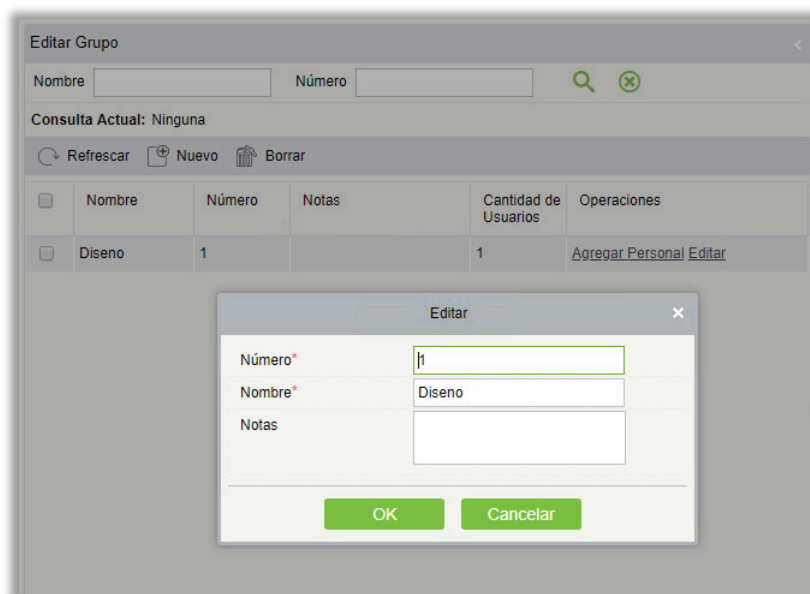 Editar Grupo
Nombre Número
Consulta Actual: Ninguna
Refrescar Nuevo Borrar
Nombre Número Notas Cantidad de Usuarios Operaciones
Diseno 1 1 Agregar Personal Editar
Editar
Número* 1
Nombre* Diseno
Notas
OK Cancelar